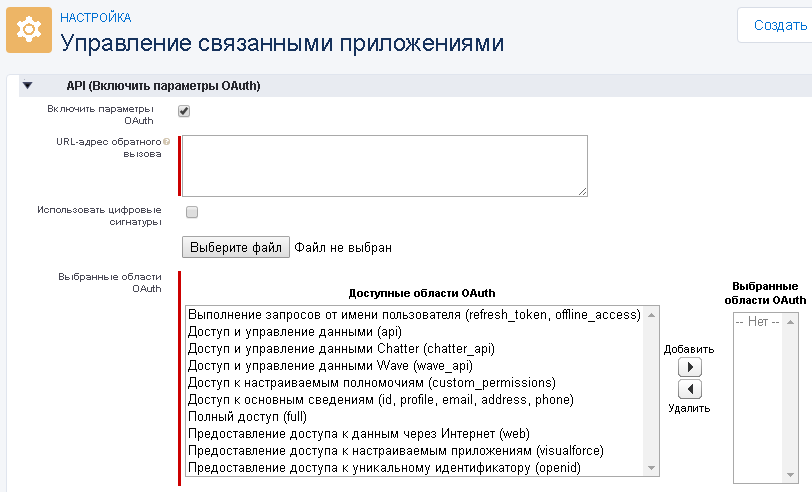 НАСТРОЙКА
Управление связанными приложениями
Создать
API (Включить параметры OAuth)
Включить параметры
OAuth
URL-адрес обратного
вызова
?
Использовать цифровые
сигнатуры
Выберите файл Файл не выбран
Выбранные области
OAuth
Доступные области OAuth
Выполнение запросов от имени пользователя (refresh_token, offline_access)
Доступ и управление данными (api)
Доступ и управление данными Chatter (chatter_api)
Доступ и управление данными Wave (wave_api)
Доступ к настраиваемым полномочиям (custom_permissions)
Доступ к основным сведениям (id, profile, email, address, phone)
Полный доступ (full)
Предоставление доступа к данным через Интернет (web)
Предоставление доступа к настраиваемым приложениям (visualforce)
Предоставление доступа к уникальному идентификатору (openid)
Добавить
Удалить
Выбранные
области OAuth
-- Нет --